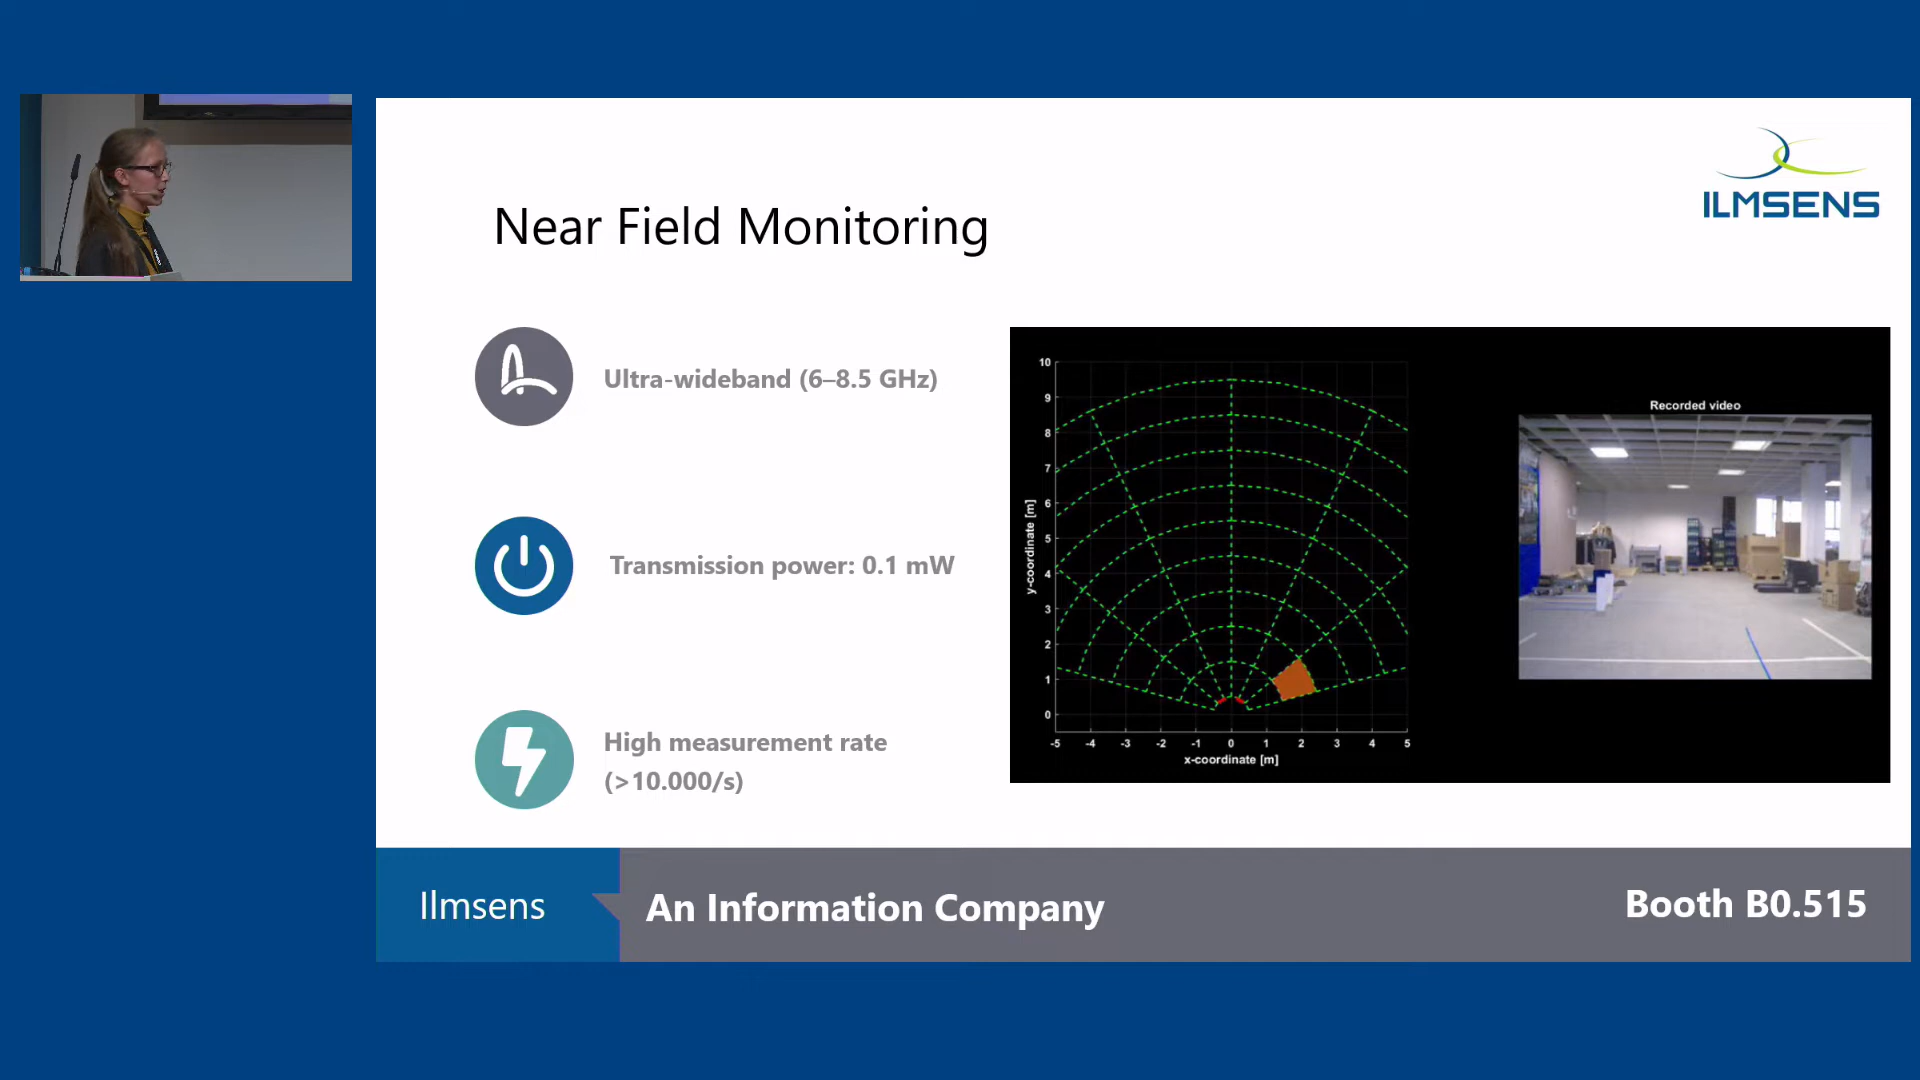 ILMSENS
Near Field Monitoring
Ultra-wideband (6–8.5 GHz)
Transmission power: 0.1 mW
High measurement rate
(>10.000/s)
10
9
8
7
6
5
4
3
2
1
0
y-coordinate [m]
-5 -4 -3 -2 -1 0 1 2 3 4 5
x-coordinate [m]
Recorded video
Ilmsens
An Information Company
Booth B0.515